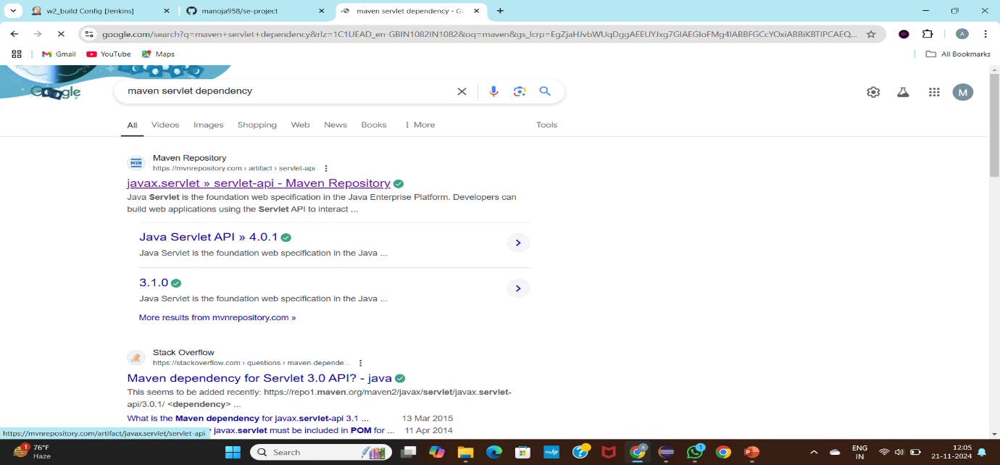 w2_build Config [Jenkins]
manoja958/se-project
maven servlet dependency - Go
google.com/search?q=maven+servlet+dependency&rlz=1C1UEAD_en-GBIN1082IN1082&oq=maven&gs_lcrp=EgZjaHJvbWUqDggAEEUYJxg7GIAEGIoFMg4IABBFGCcYOxiABBiKBTIPCAEQ...
A
Gmail
YouTube
Maps
All Bookmarks
Google
maven servlet dependency
M
All
Videos
Images
Shopping
Web
News
Books
More
Tools
MVN
Maven Repository
https://mvnrepository.com › artifact › servlet-api
javax.servlet » servlet-api - Maven Repository
Java Servlet is the foundation web specification in the Java Enterprise Platform. Developers can
build web applications using the Servlet API to interact ...
Java Servlet API » 4.0.1
Java Servlet is the foundation web specification in the Java ...
3.1.0
Java Servlet is the foundation web specification in the Java ...
More results from mvnrepository.com »
Stack Overflow
https://stackoverflow.com › questions › maven-depende...
Maven dependency for Servlet 3.0 API? - java
This seems to be added recently: https://repo1.maven.org/maven2/javax/servlet/javax.servlet-
api/3.0.1/ <dependency> ...
What is the Maven dependency for javax.servlet-api 3.1 ...
13 Mar 2015
javax.servlet must be included in POM for ...
11 Apr 2014
https://mvnrepository.com/artifact/javax.servlet/servlet-api
1
76°F
Haze
Search
1
ENG
IN
12:05
21-11-2024